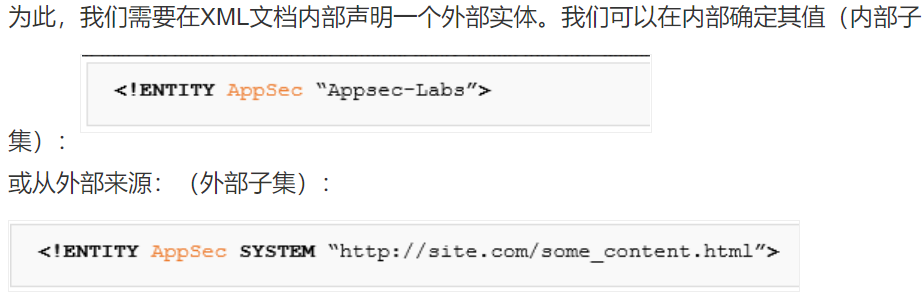 为此，我们需要在XML文档内部声明一个外部实体。我们可以在内部确定其值（内部子
<!ENTITY AppSec “Appsec-Labs”>
集）：
或从外部来源：（外部子集）：
<!ENTITY AppSec SYSTEM “http://site.com/some_content.html”>